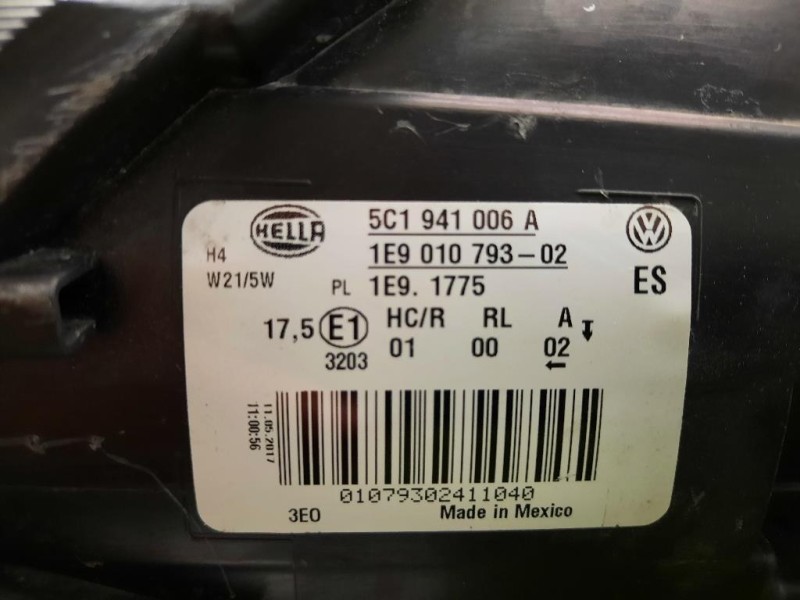 HELLA 5C1 941 006 A
H4 1E9 010 793-02
W21/5W PL 1E9. 1775 ES
17,5 E1 HC/R RL A
3203 01 00 02
11.05.2017
11:00:56
01079302411040
3E0 Made in Mexico